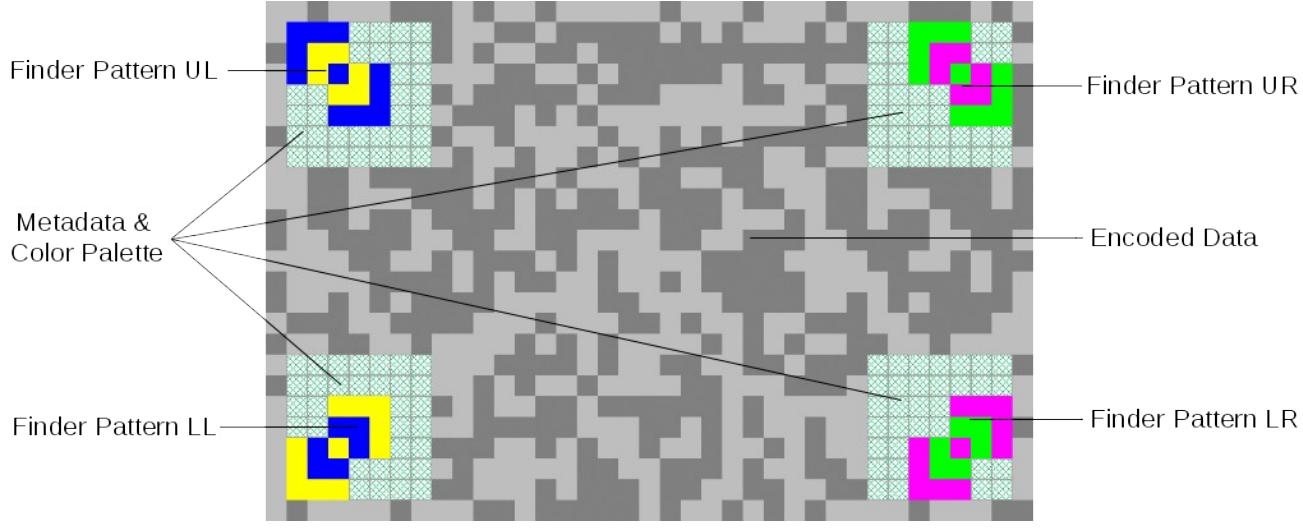 Finder Pattern UL
Finder Pattern UR
Metadata &
Color Palette
Encoded Data
Finder Pattern LL
Finder Pattern LR